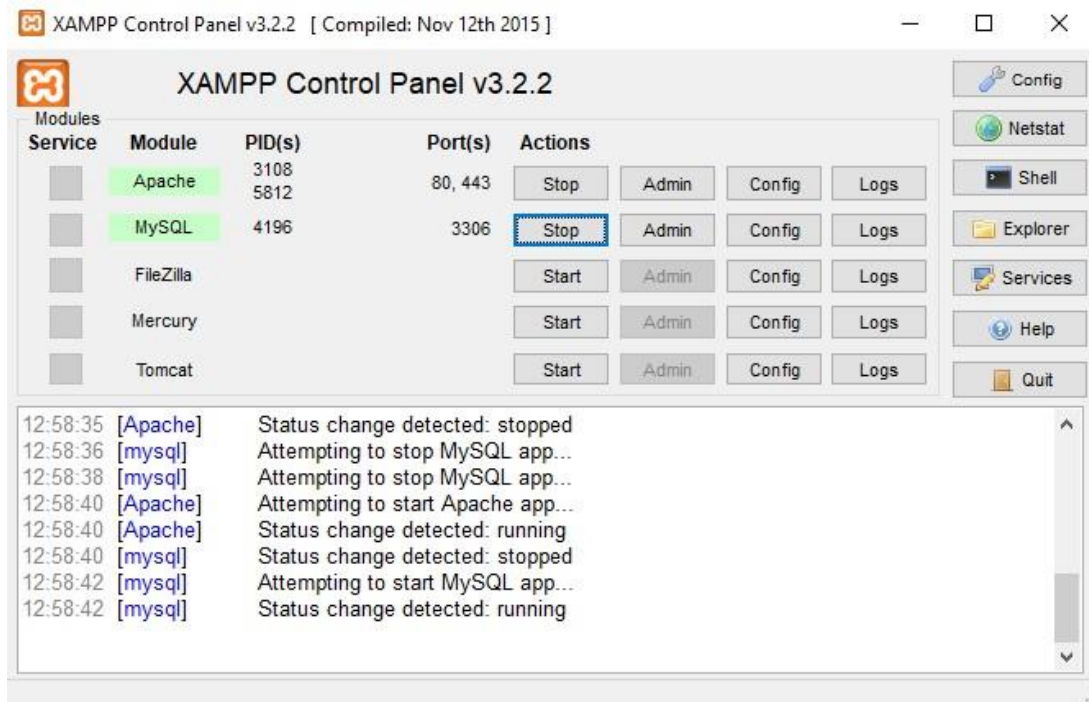 XAMPP Control Panel v3.2.2 [ Compiled: Nov 12th 2015 ]
XAMPP Control Panel v3.2.2
Config
Modules
Service Module PID(s) Port(s) Actions
Netstat
Apache 3108 5812 80, 443 Stop Admin Config Logs
Shell
MySQL 4196 3306 Stop Admin Config Logs
Explorer
FileZilla Start Admin Config Logs
Services
Mercury Start Admin Config Logs
Help
Tomcat Start Admin Config Logs
Quit
12:58:35 [Apache] Status change detected: stopped
12:58:36 [mysql] Attempting to stop MySQL app...
12:58:38 [mysql] Attempting to stop MySQL app...
12:58:40 [Apache] Attempting to start Apache app...
12:58:40 [Apache] Status change detected: running
12:58:40 [mysql] Status change detected: stopped
12:58:42 [mysql] Attempting to start MySQL app...
12:58:42 [mysql] Status change detected: running